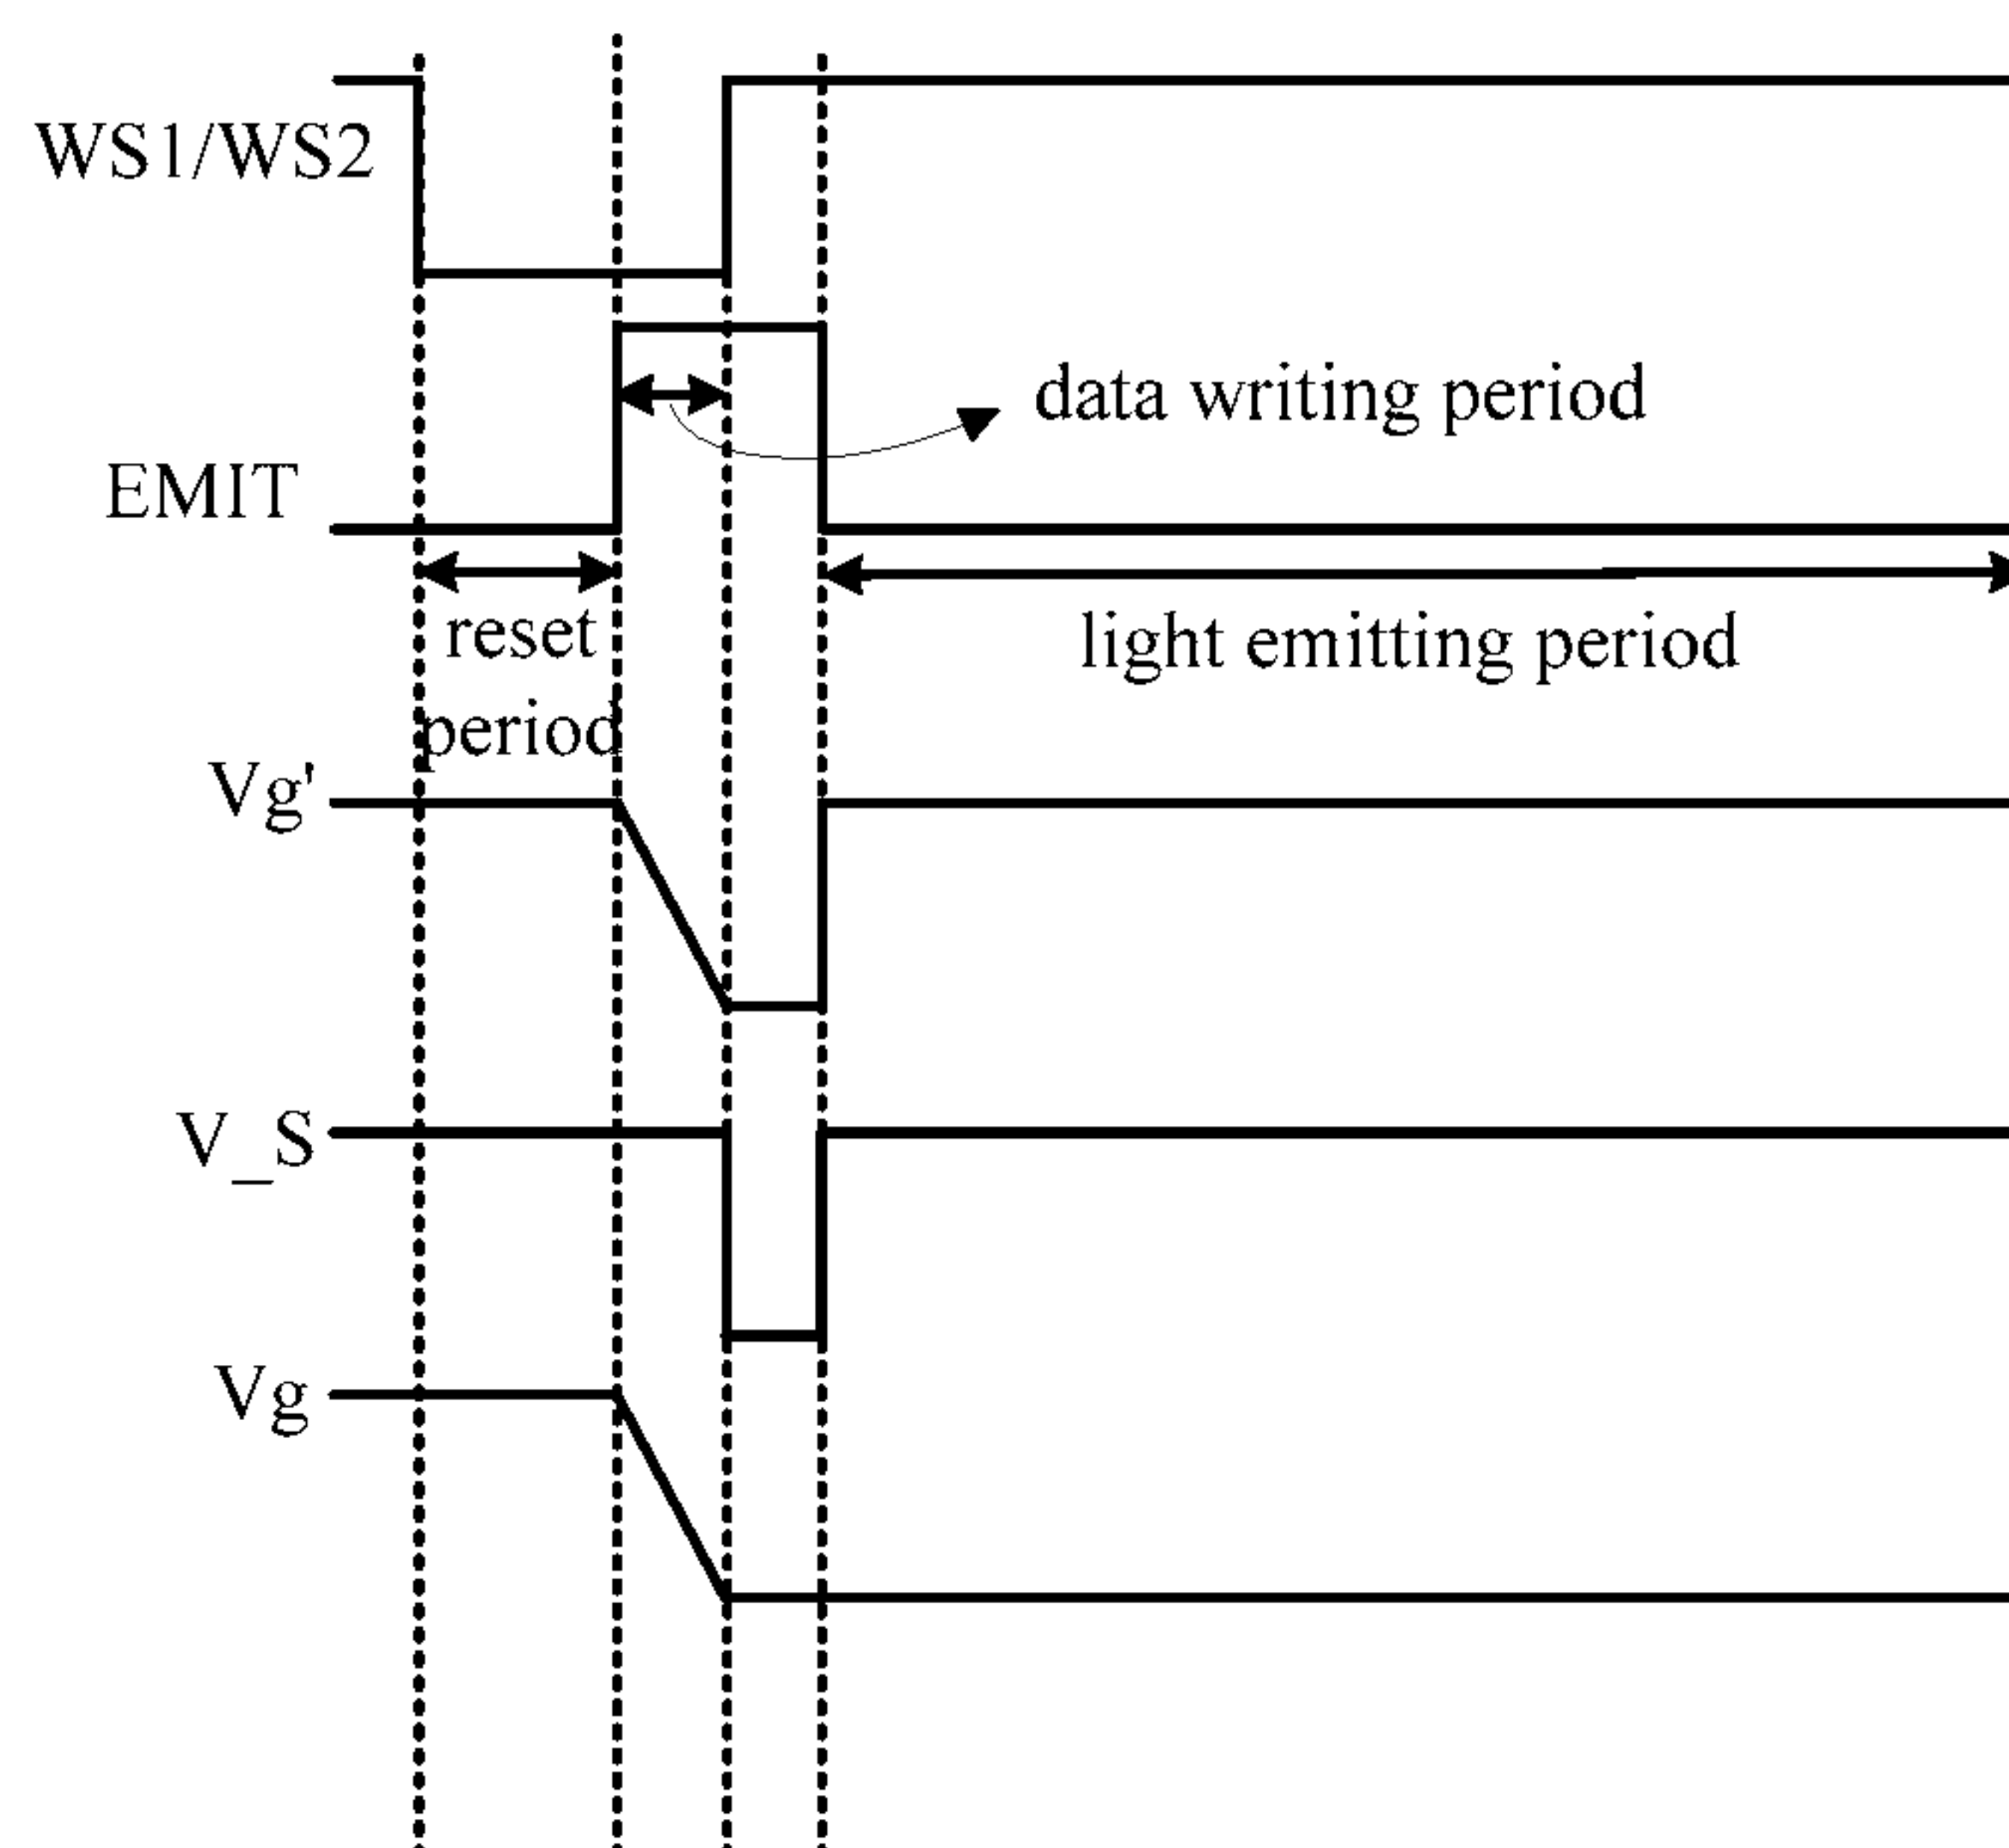 WS1/WS2
data writing period
EMIT
reset
period
light emitting period
Vg'
V_S
Vg